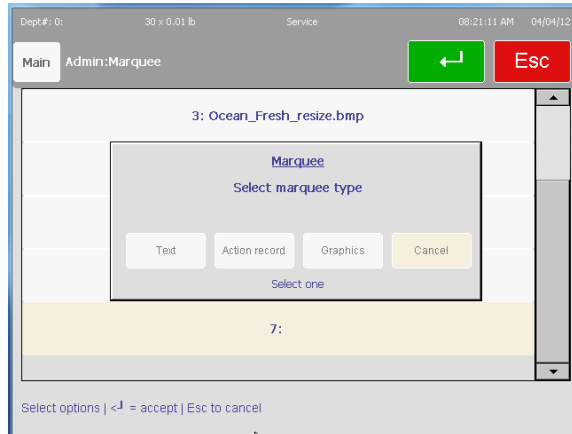 Dept#: 0: 30 x 0.01 lb Service 08:21:11 AM 04/04/12
Main Admin:Marquee Esc
3: Ocean_Fresh_resize.bmp
Marquee
Select marquee type
Text Action record Graphics Cancel
Select one
7:
Select options | <┘ = accept | Esc to cancel